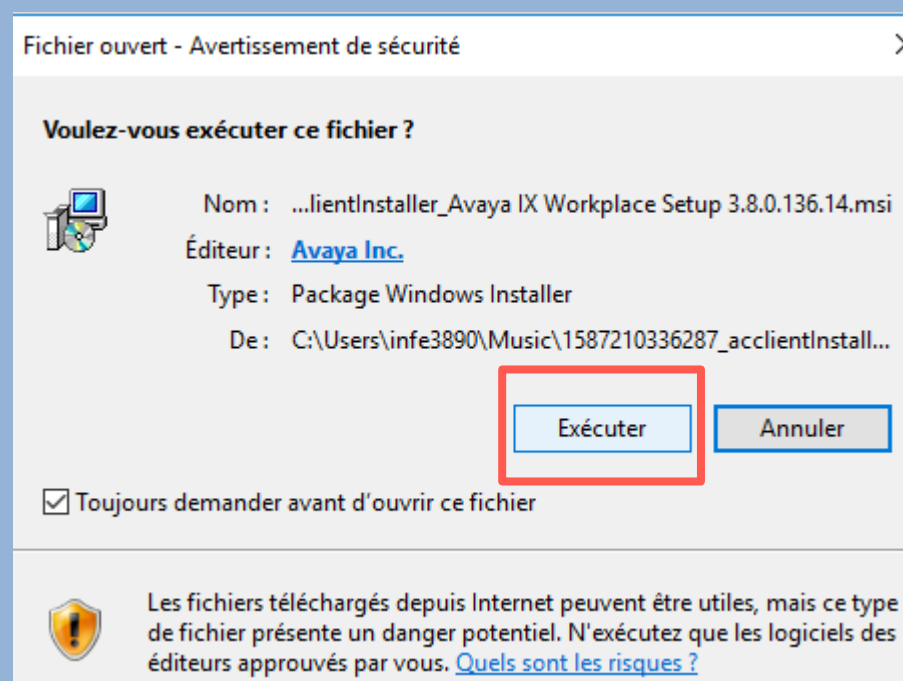 Fichier ouvert - Avertissement de sécurité
Voulez-vous exécuter ce fichier ?
Nom : ...lientInstaller_Avaya IX Workplace Setup 3.8.0.136.14.msi
Éditeur : Avaya Inc.
Type : Package Windows Installer
De : C:\Users\infe3890\Music\1587210336287_acclientInstall...
Exécuter Annuler
Toujours demander avant d'ouvrir ce fichier
Les fichiers téléchargés depuis Internet peuvent être utiles, mais ce type
de fichier présente un danger potentiel. N'exécutez que les logiciels des
éditeurs approuvés par vous. Quels sont les risques ?